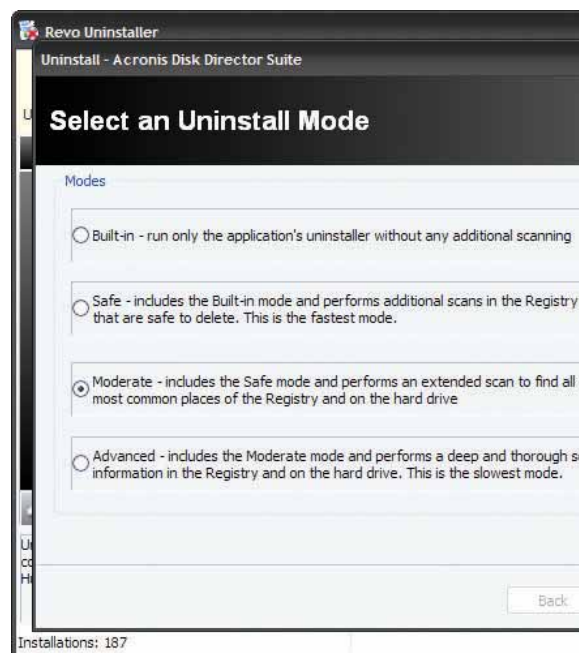 Revo Uninstaller
Uninstall - Acronis Disk Director Suite
U
Select an Uninstall Mode
Modes
Built-in - run only the application's uninstaller without any additional scanning
Safe - includes the Built-in mode and performs additional scans in the Registry
that are safe to delete. This is the fastest mode.
Moderate - includes the Safe mode and performs an extended scan to find all
most common places of the Registry and on the hard drive
Advanced - includes the Moderate mode and performs a deep and thorough
information in the Registry and on the hard drive. This is the slowest mode.
Back
Installations: 187